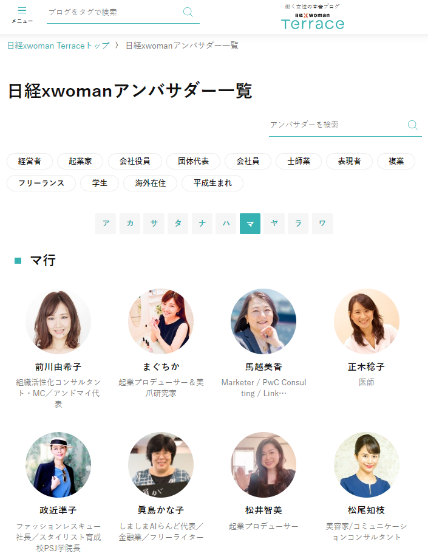 メニュー
ブログをタグで検索
働く女性の本音ブログ
日経xwoman
Terrace
日経xwoman Terraceトップ 〉 日経xwomanアンバサダー一覧
日経xwomanアンバサダー一覧
アンバサダーを検索
経営者 起業家 会社役員 団体代表 会社員 士師業 表現者 複業
フリーランス 学生 海外在住 平成生まれ
ア カ サ タ ナ ハ マ ヤ ラ ワ
マ行
前川由希子 まぐちか 馬越美香 正木稔子
組織活性化コンサルタン 起業プロデューサー＆美 Marketer / PwC Consul 医師
ト・MC／アンドマイ代 爪研究家 ting / Link…
表
政近準子 眞島かな子 松井智美 松尾知枝
ファッションレスキュー しましまAIらんど代表／ 起業プロデューサー 美容家/コミュニケーシ
社長／スタイリスト育成 金融業／フリーライター ョンコンサルタント
校PSJ学院長